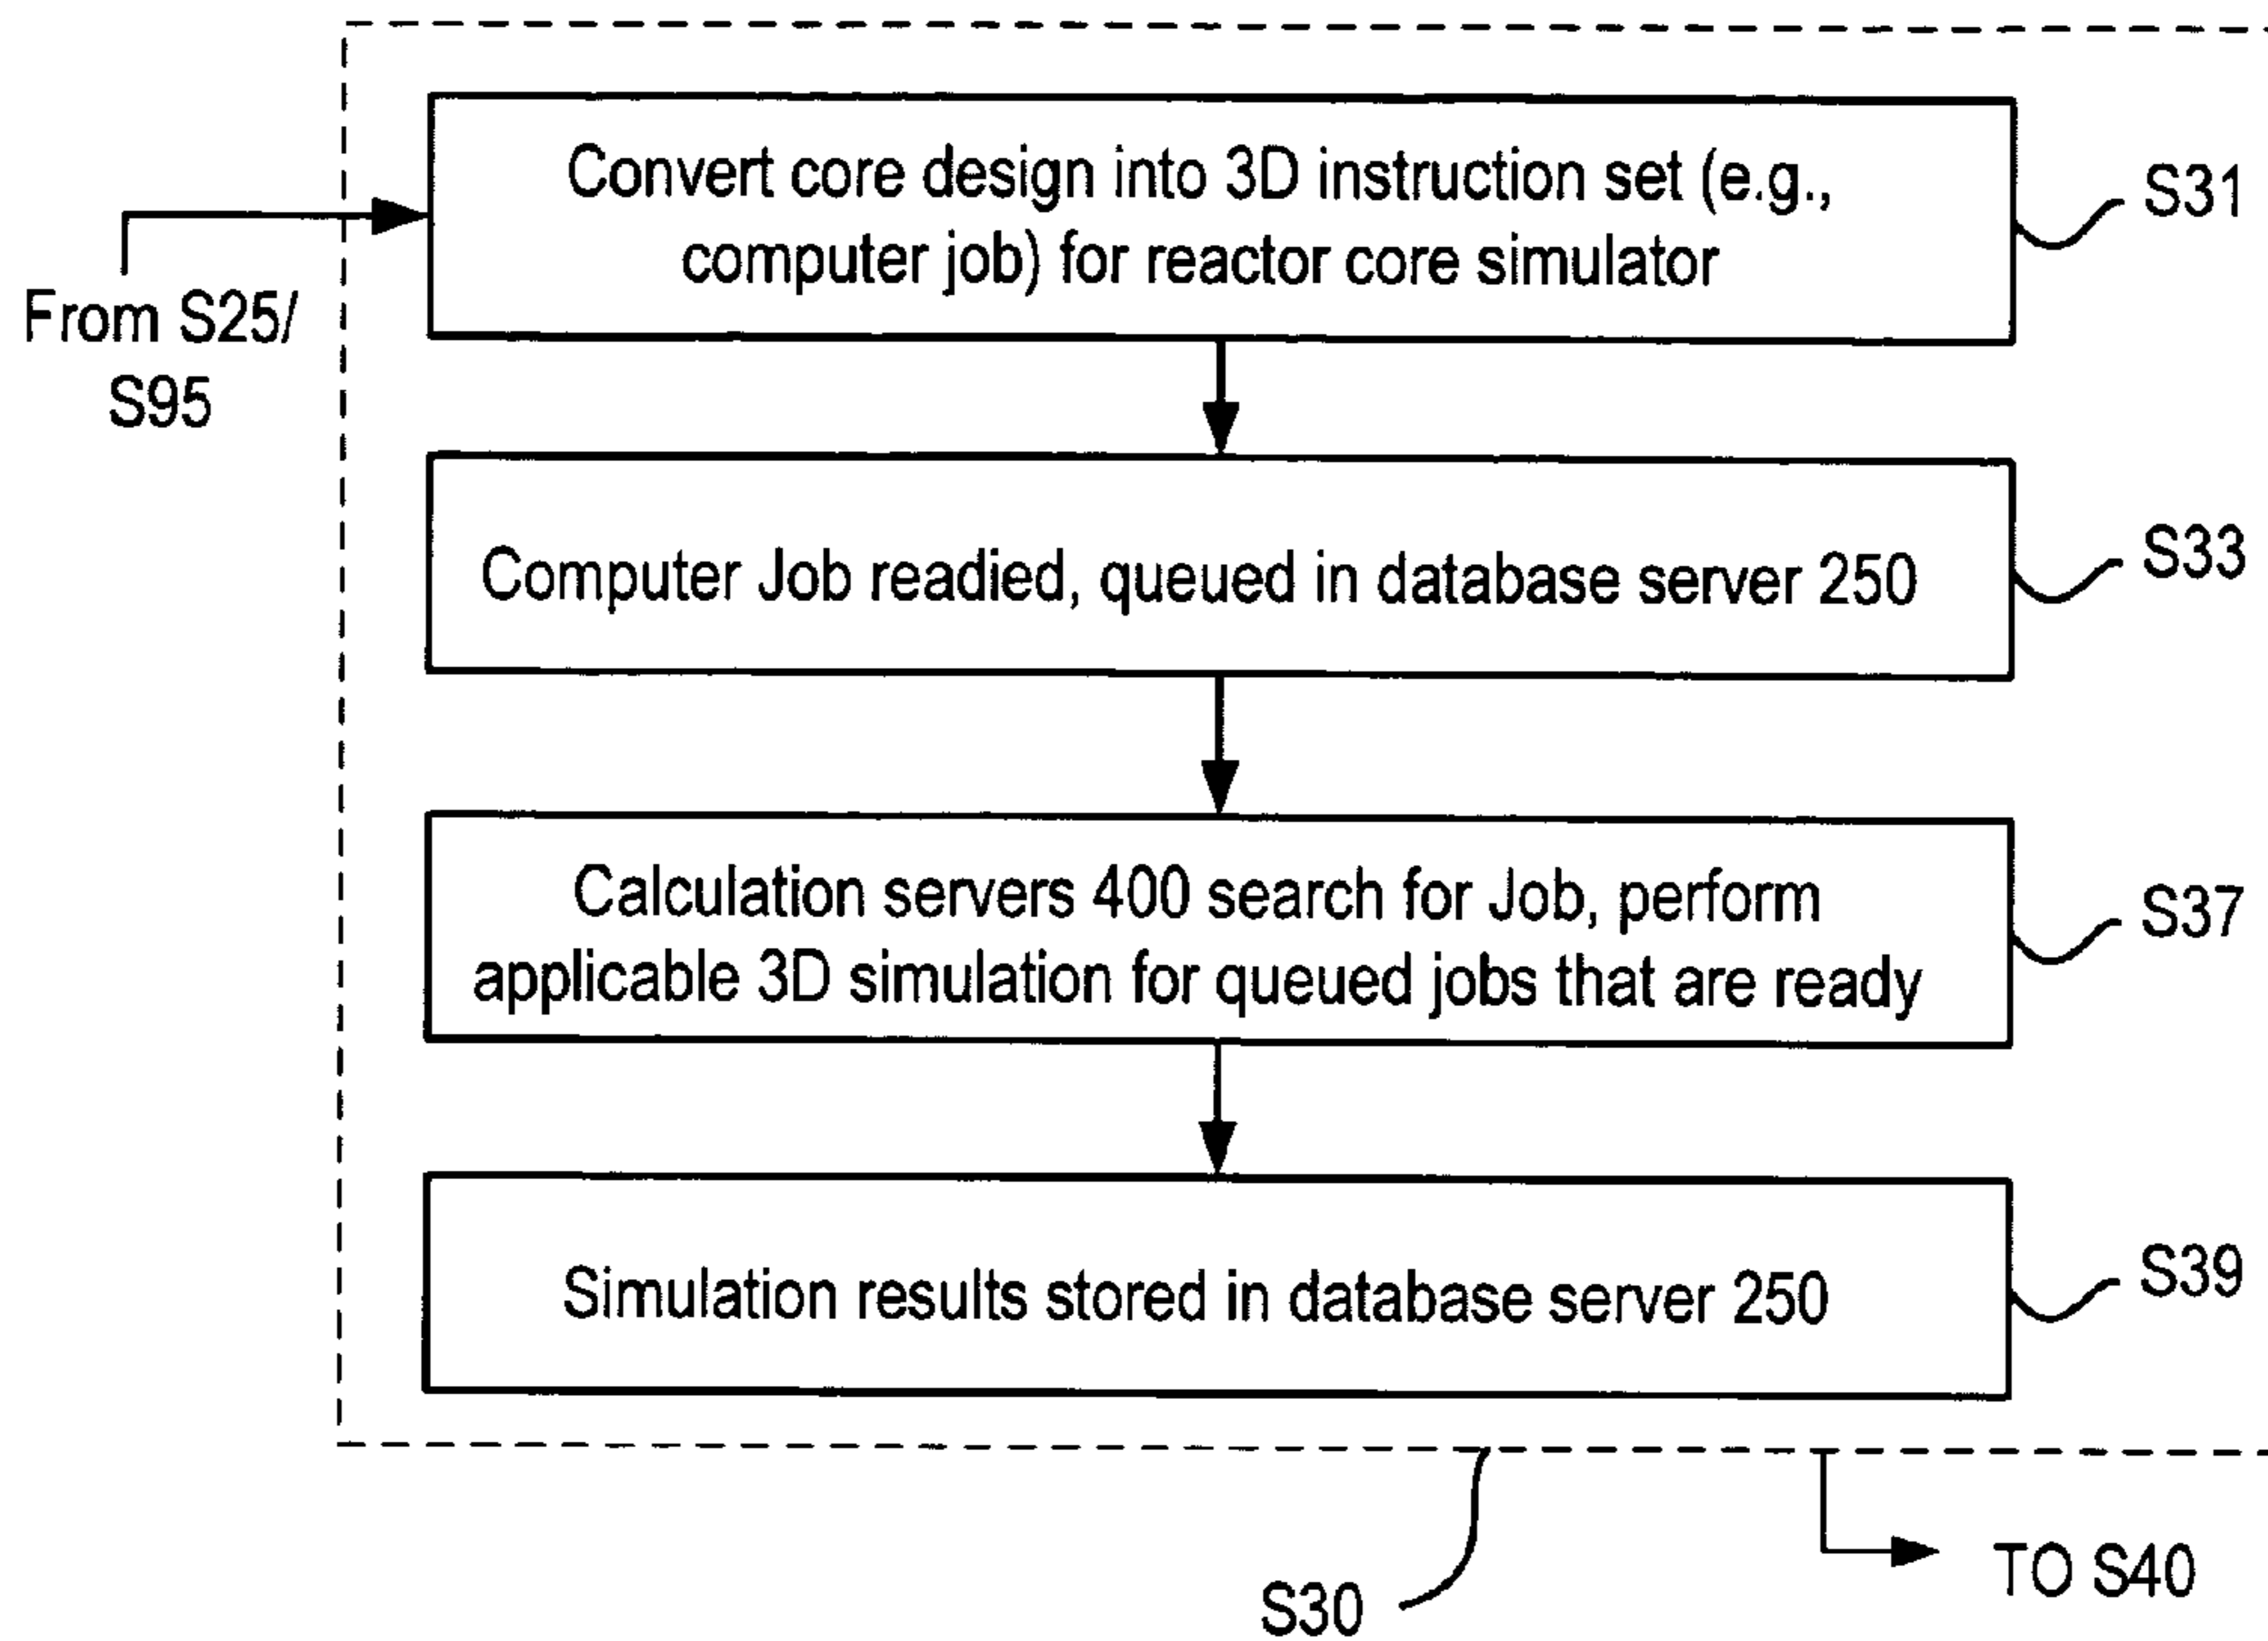 Convert core design into 3D instruction set (e.g.,
computer job) for reactor core simulator
S31
From S25/
S95
Computer Job readied, queued in database server 250
S33
Calculation servers 400 search for Job, perform
applicable 3D simulation for queued jobs that are ready
S37
Simulation results stored in database server 250
S39
S30
TO S40